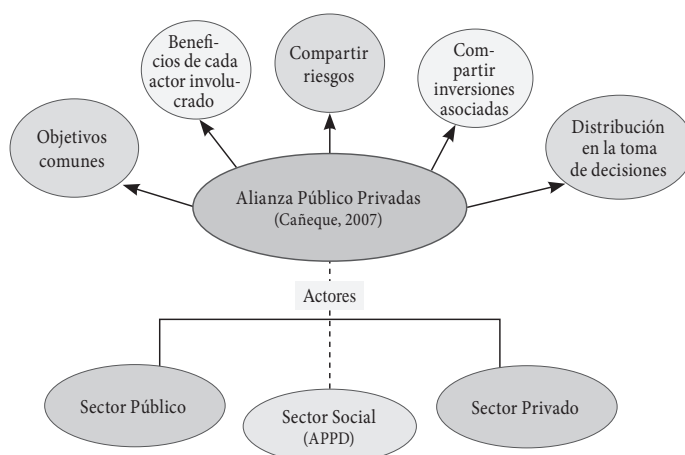 Benefi-
cios de cada
actor involu-
crado
Compartir
riesgos
Com-
partir
inversiones
asociadas
Objetivos
comunes
Distribución
en la toma
de decisiones
Alianza Público Privadas
(Cañeque, 2007)
Actores
Sector Público
Sector Social
(APPD)
Sector Privado